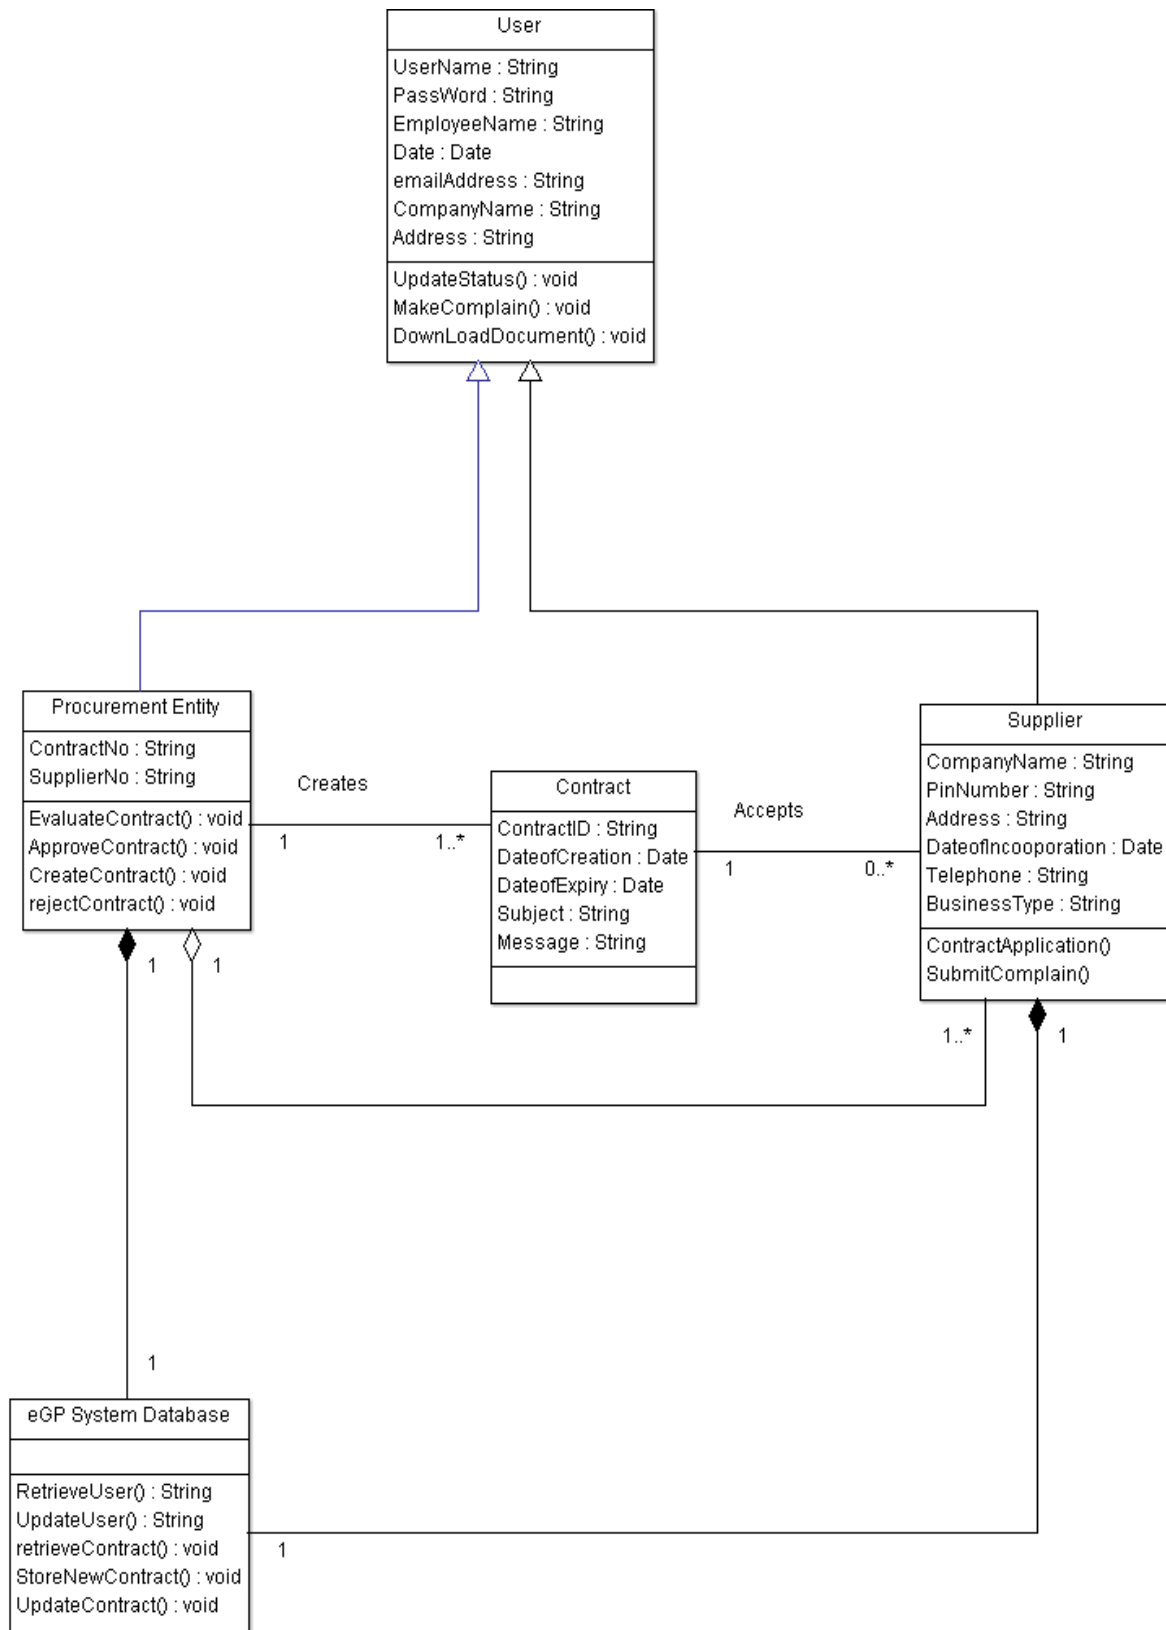 User
UserName : String
PassWord : String
EmployeeName : String
Date : Date
emailAddress : String
CompanyName : String
Address : String
UpdateStatus() : void
MakeComplain() : void
DownLoadDocument() : void
Procurement Entity
ContractNo : String
SupplierNo : String
EvaluateContract() : void
ApproveContract() : void
CreateContract() : void
rejectContract() : void
Creates
1
1..*
Contract
ContractID : String
DateofCreation : Date
DateofExpiry : Date
Subject : String
Message : String
Accepts
1
0..*
Supplier
CompanyName : String
PinNumber : String
Address : String
DateofIncooporation : Date
Telephone : String
BusinessType : String
ContractApplication()
SubmitComplain()
1
1
1..*
1
1
eGP System Database
RetrieveUser() : String
UpdateUser() : String
retrieveContract() : void
StoreNewContract() : void
UpdateContract() : void
1